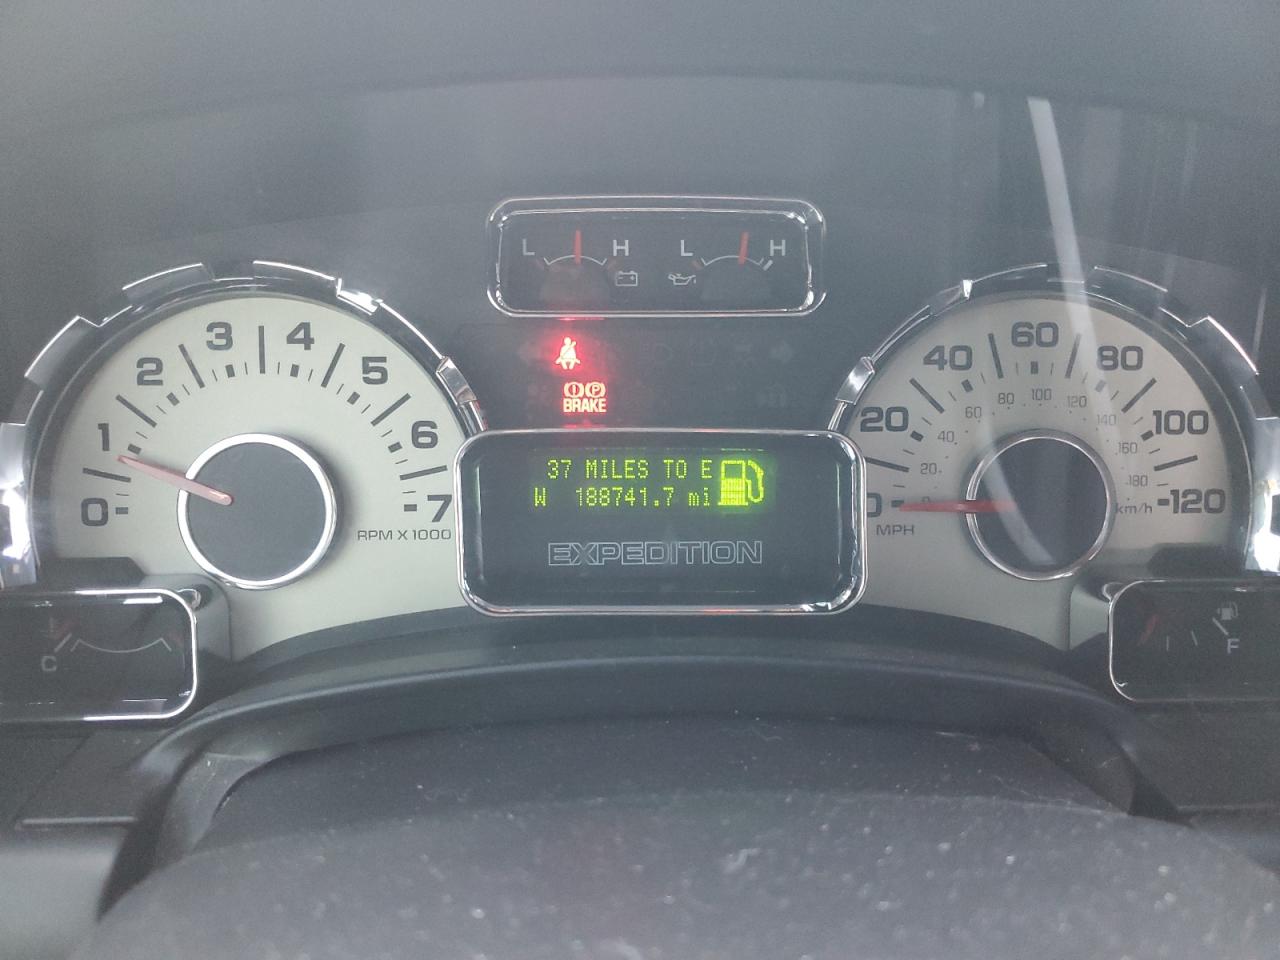 L H L H
0 1 2 3 4 5 6 7
RPM X 1000
BRAKE
37 MILES TO E
W 188741.7 mi
EXPEDITION
0 20 40 60 80 100 120
0 20 40 60 80 100 120 140 160 180
MPH
km/h
C
F